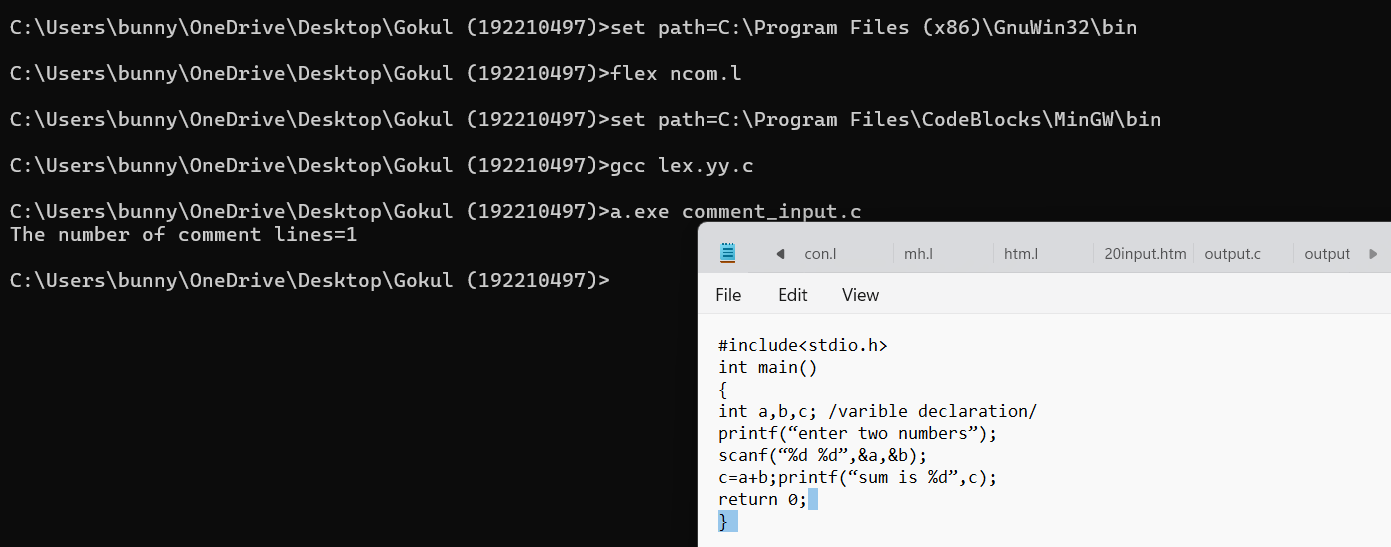 C:\Users\bunny\OneDrive\Desktop\Gokul (192210497)>set path=C:\Program Files (x86)\GnuWin32\bin
C:\Users\bunny\OneDrive\Desktop\Gokul (192210497)>flex ncom.l
C:\Users\bunny\OneDrive\Desktop\Gokul (192210497)>set path=C:\Program Files\CodeBlocks\MinGW\bin
C:\Users\bunny\OneDrive\Desktop\Gokul (192210497)>gcc lex.yy.c
C:\Users\bunny\OneDrive\Desktop\Gokul (192210497)>a.exe comment_input.c
The number of comment lines=1
C:\Users\bunny\OneDrive\Desktop\Gokul (192210497)>
con.l mh.l htm.l 20input.htm output.c output
File Edit View
#include<stdio.h>
int main()
{
int a,b,c; /varible declaration/
printf(“enter two numbers”);
scanf(“%d %d”,&a,&b);
c=a+b;printf(“sum is %d”,c);
return 0;
}